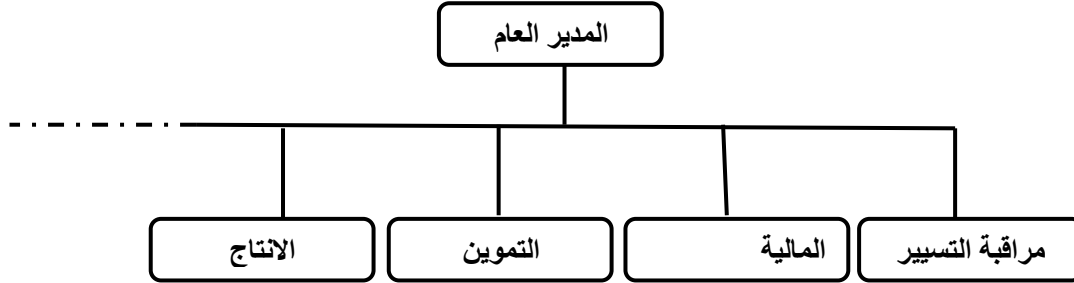 المدير العام
مراقبة التسيير
المالية
التموين
الانتاج